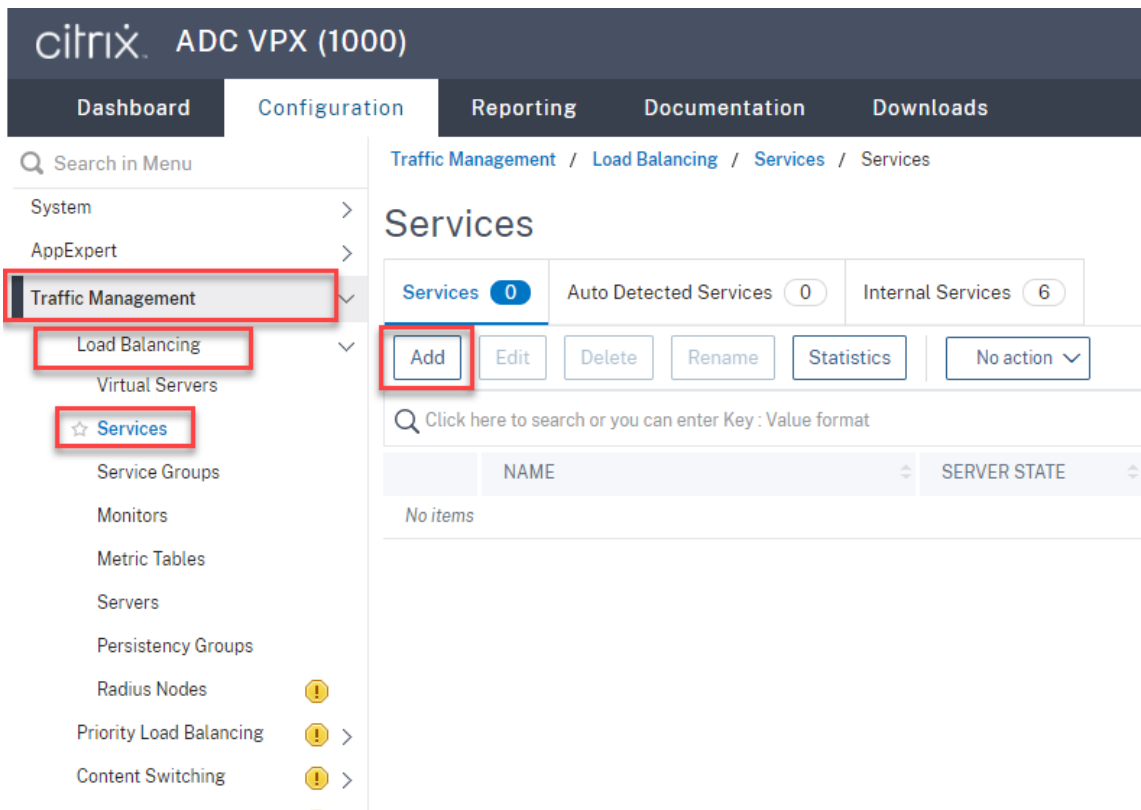 citrix. ADC VPX (1000)
Dashboard Configuration Reporting Documentation Downloads
Search in Menu
System
AppExpert
Traffic Management
Load Balancing
Virtual Servers
Services
Service Groups
Monitors
Metric Tables
Servers
Persistency Groups
Radius Nodes
Priority Load Balancing
Content Switching
Traffic Management / Load Balancing / Services / Services
Services
Services 0 Auto Detected Services 0 Internal Services 6
Add Edit Delete Rename Statistics No action
Click here to search or you can enter Key : Value format
NAME SERVER STATE
No items